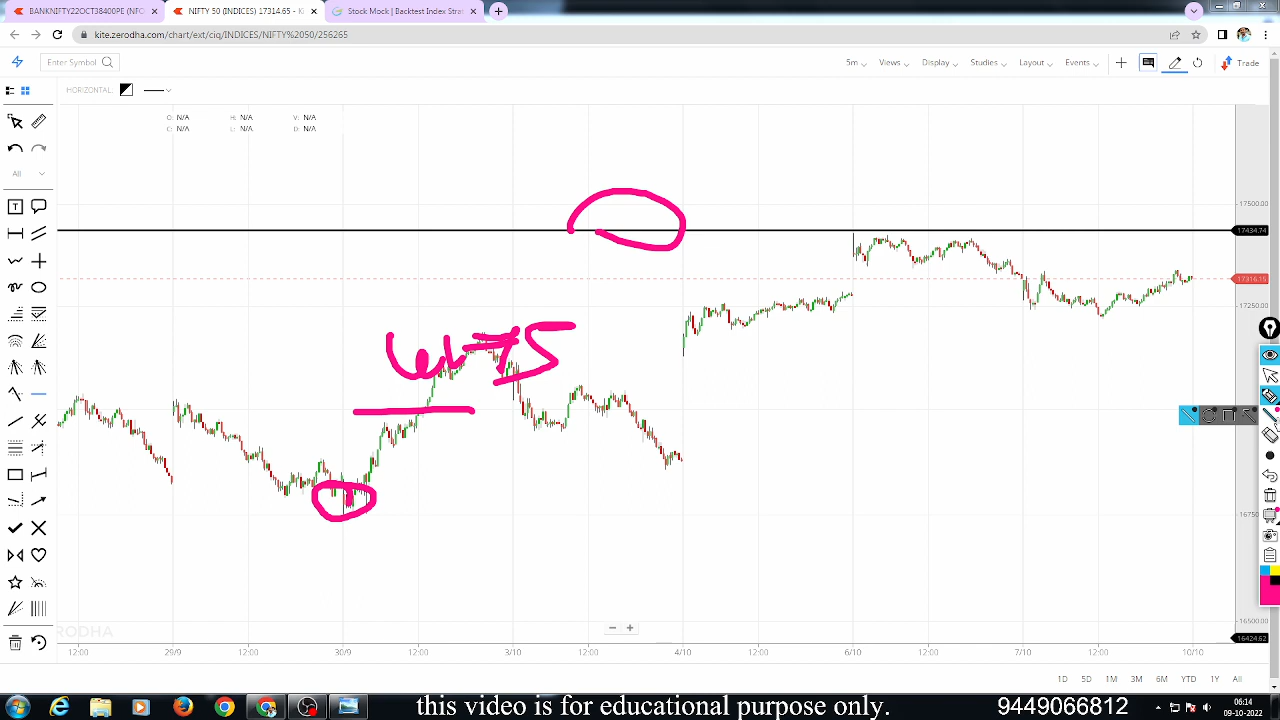 BANKNIFTY22OCT38400PE (NFO
NIFTY 50 (INDICES) 17314.65 - Ki
Stock Mock | Backtest Index Strat
kite.zerodha.com/chart/ext/ciq/INDICES/NIFTY%2050/256265
Enter Symbol
5m Views Display Studies Layout Events Trade
HORIZONTAL:
O: N/A H: N/A V: N/A
C: N/A L: N/A D: N/A
All
17500.00
17434.74
17316.15
17250.00
75
16750
16500.00
16424.62
12:00 29/9 12:00 30/9 12:00 3/10 12:00 4/10 12:00 6/10 12:00 7/10 12:00 10/10
1D 5D 1M 3M 6M YTD 1Y All
this video is for educational purpose only. 9449066812
06:14
09-10-2022